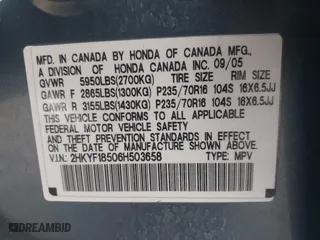 MFD. IN CANADA BY HONDA OF CANADA MFG.,
A DIVISION OF HONDA CANADA INC. 09/05
GVWR 5950LBS(2700KG) TIRE SIZE RIM SIZE
GAWR F 2865LBS(1300KG) P235/70R16 104S 16X6.5JJ
GAWR R 3155LBS(1430KG) P235/70R16 104S 16X6.5JJ
THIS VEHICLE CONFORMS TO ALL APPLICABLE
FEDERAL MOTOR VEHICLE SAFETY AND
THEFT PREVENTION STANDARDS IN EFFECT ON
THE DATE OF MANUFACTURE SHOWN ABOVE.
V.I.N: 2HKYF18506H503658 TYPE: MPV
DREAMBID